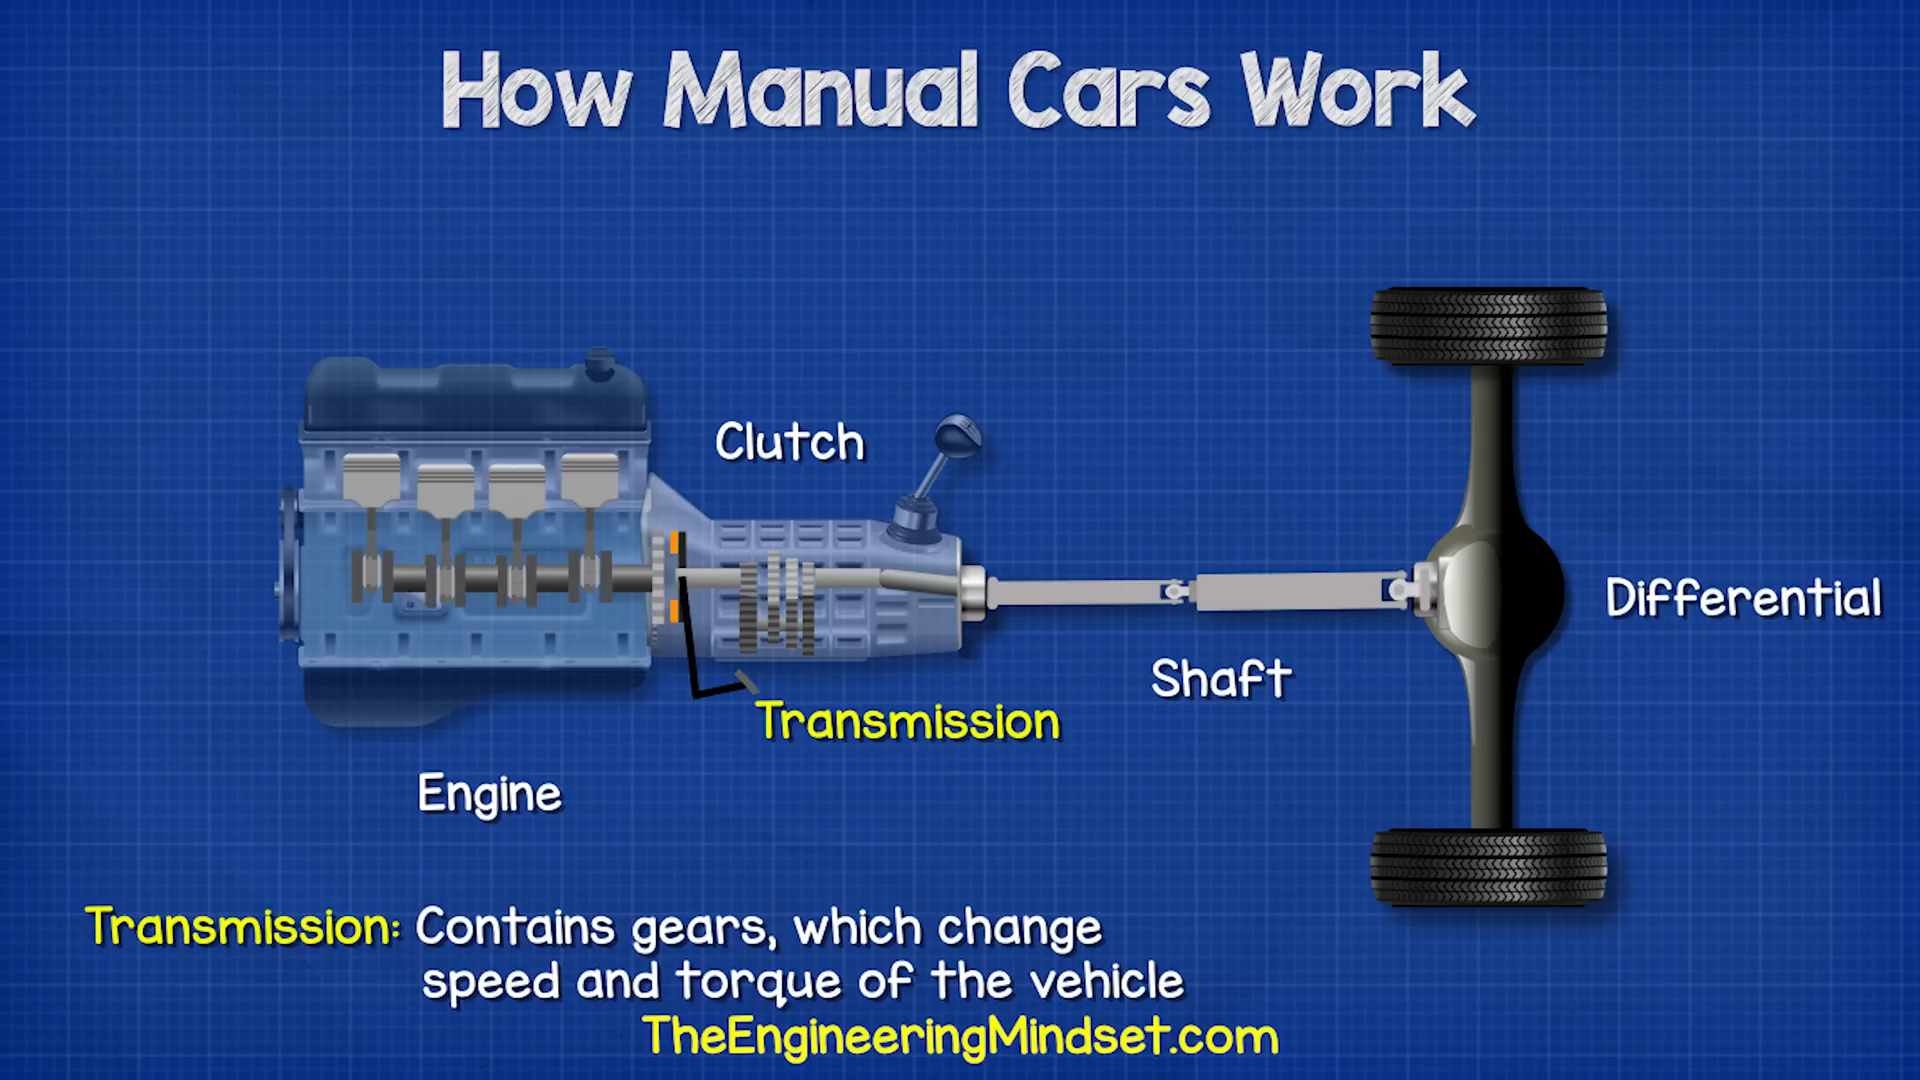 How Manual Cars Work
Clutch
Differential
Shaft
Transmission
Engine
Transmission: Contains gears, which change
speed and torque of the vehicle
TheEngineeringMindset.com